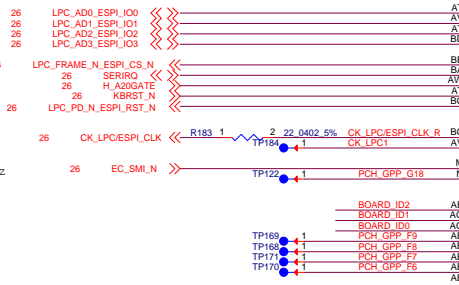 26 LPC_AD0_ESPI_IO0
26 LPC_AD1_ESPI_IO1
26 LPC_AD2_ESPI_IO2
26 LPC_AD3_ESPI_IO3
LPC_FRAME_N_ESPI_CS_N
26 SERIRQ
26 H_A20GATE
26 KBRST_N
26 LPC_PD_N_ESPI_RST_N
26 CK_LPC/ESPI_CLK R183 1 2 22_0402_5% CK_LPC/ESPI_CLK_R
TP184 1 CK_LPC1
26 EC_SMI_N
TP122 1 PCH_GPP_G18
BOARD_ID2
BOARD_ID1
BOARD_ID0
TP169 1 PCH_GPP_F9
TP168 1 PCH_GPP_F8
TP171 1 PCH_GPP_F7
TP170 1 PCH_GPP_F6